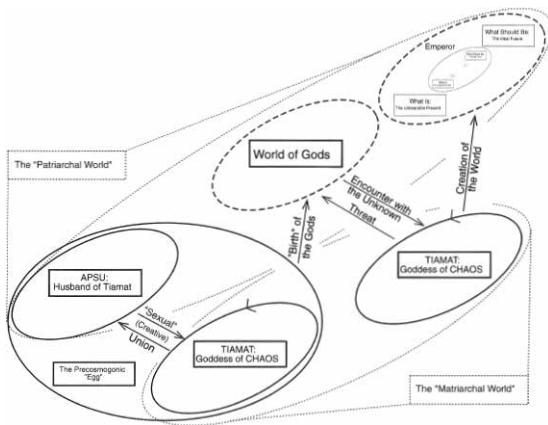 What Should Be:
The Ideal Future
Emperor
What Is:
The Unbearable Present
The "Patriarchal World"
World of Gods
Creation of
the World
Encounter with
the Unknown
Threat
"Birth" of
the Gods
TIAMAT:
Goddess of CHAOS
APSU:
Husband of Tiamat
"Sexual"
(Creative)
Union
TIAMAT:
Goddess of CHAOS
The Precosmogonic
"Egg"
The "Matriarchal World"